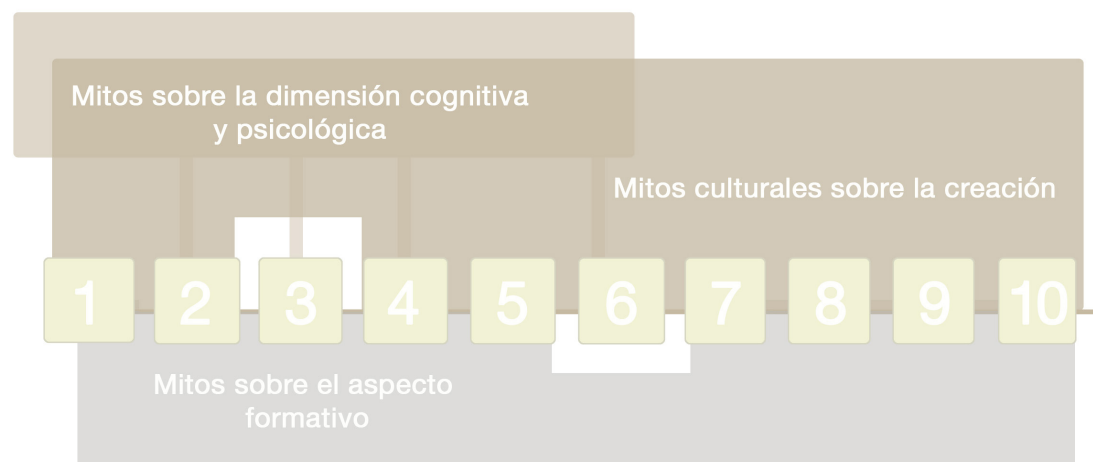 Mitos sobre la dimensión cognitiva
y psicológica
Mitos culturales sobre la creación
1 2 3 4 5 6 7 8 9 10
Mitos sobre el aspecto
formativo